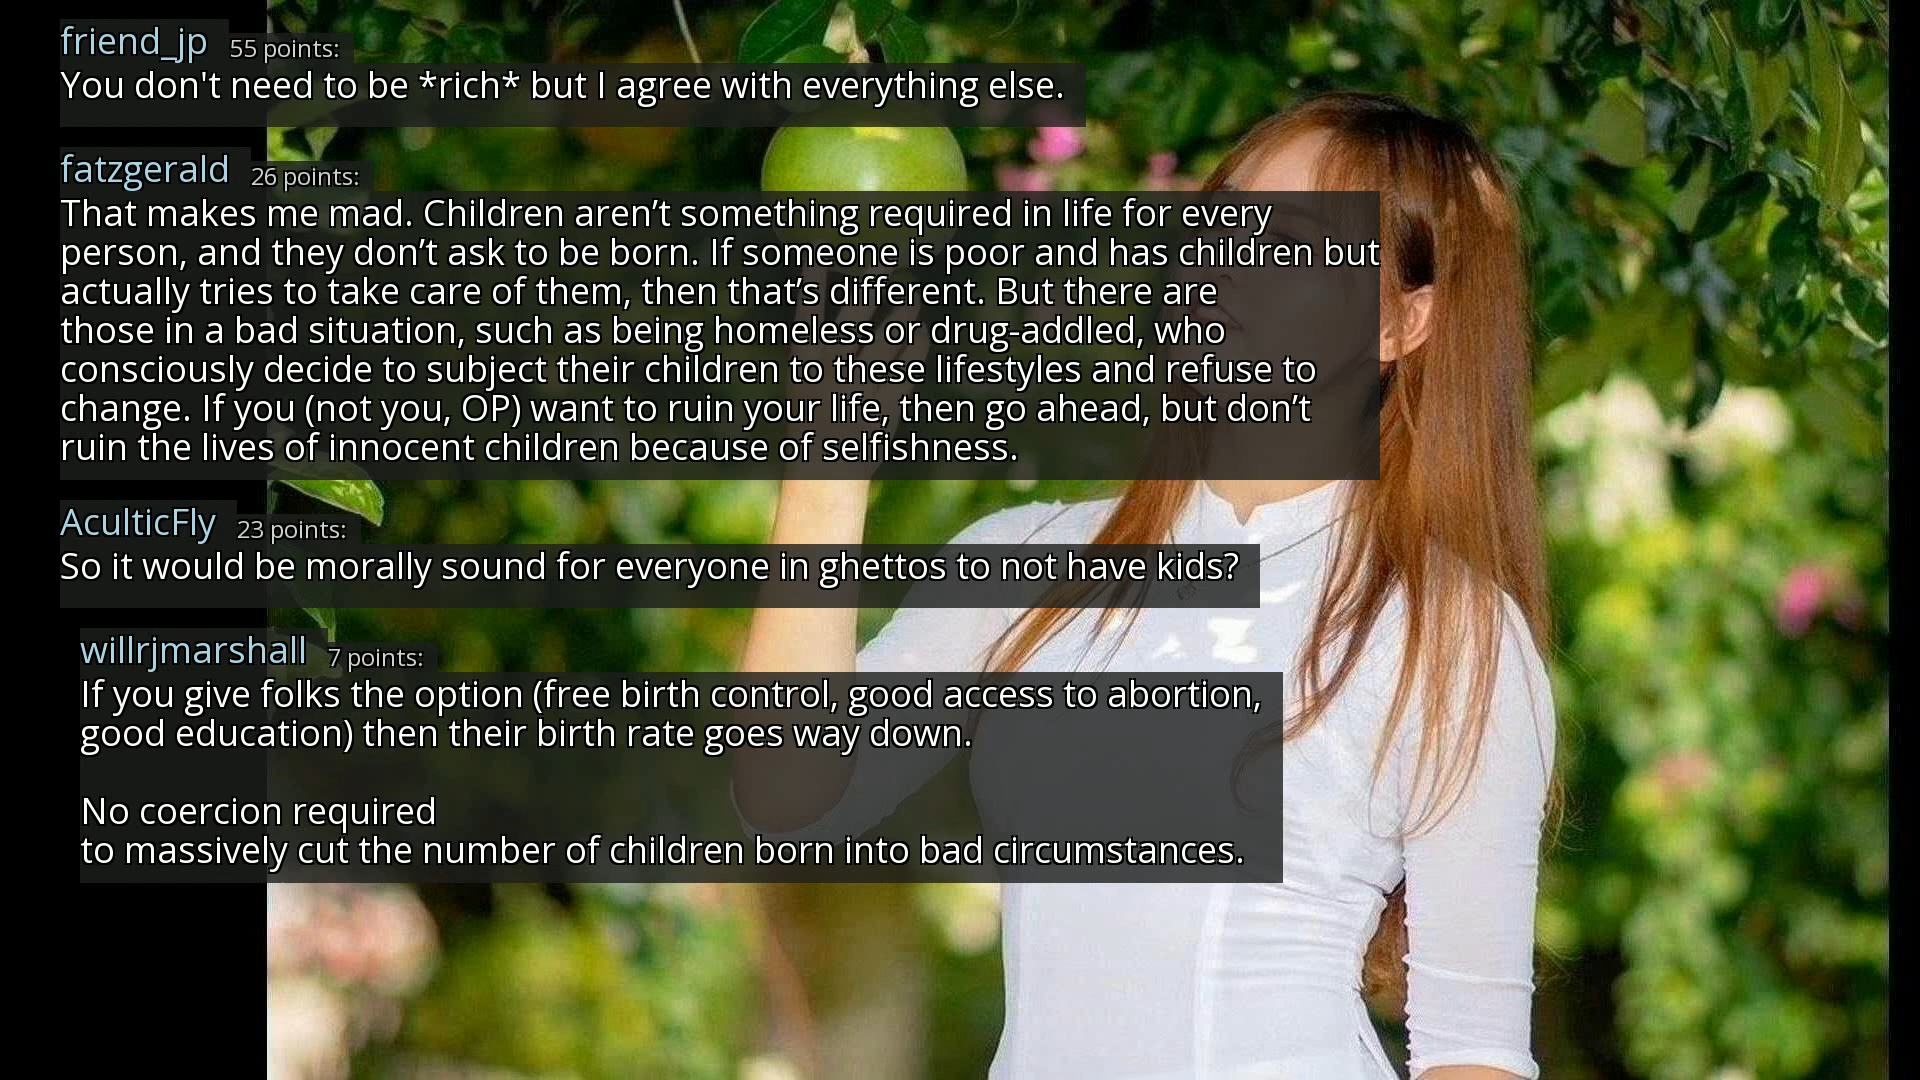 friend_jp 55 points:
You don't need to be *rich* but I agree with everything else.
fatzgerald 26 points:
That makes me mad. Children aren’t something required in life for every
person, and they don’t ask to be born. If someone is poor and has children but
actually tries to take care of them, then that’s different. But there are
those in a bad situation, such as being homeless or drug-addled, who
consciously decide to subject their children to these lifestyles and refuse to
change. If you (not you, OP) want to ruin your life, then go ahead, but don’t
ruin the lives of innocent children because of selfishness.
AculticFly 23 points:
So it would be morally sound for everyone in ghettos to not have kids?
willrjmarshall 7 points:
If you give folks the option (free birth control, good access to abortion,
good education) then their birth rate goes way down.
No coercion required
to massively cut the number of children born into bad circumstances.